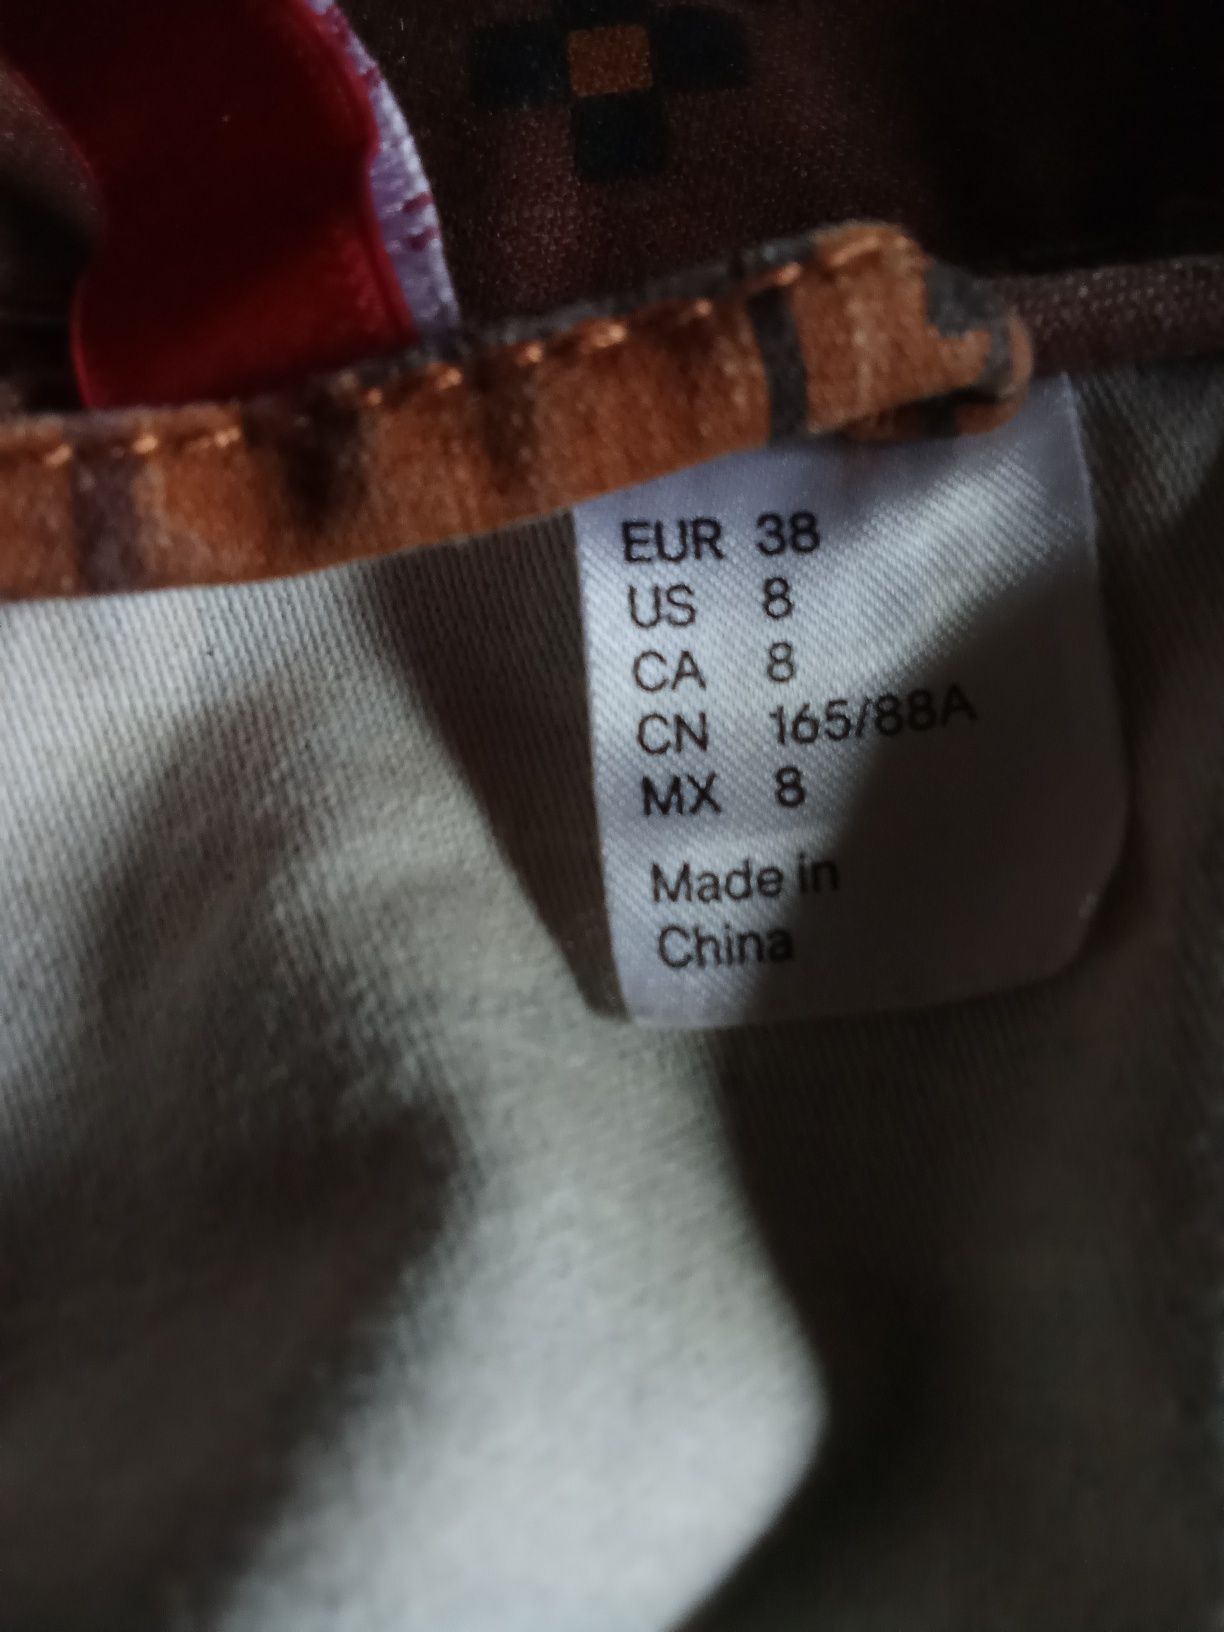 EUR 38
US 8
CA 8
CN 165/88A
MX 8
Made in
China